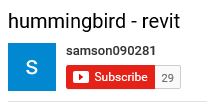 hummingbird - revit
S
samson090281
Subscribe 29